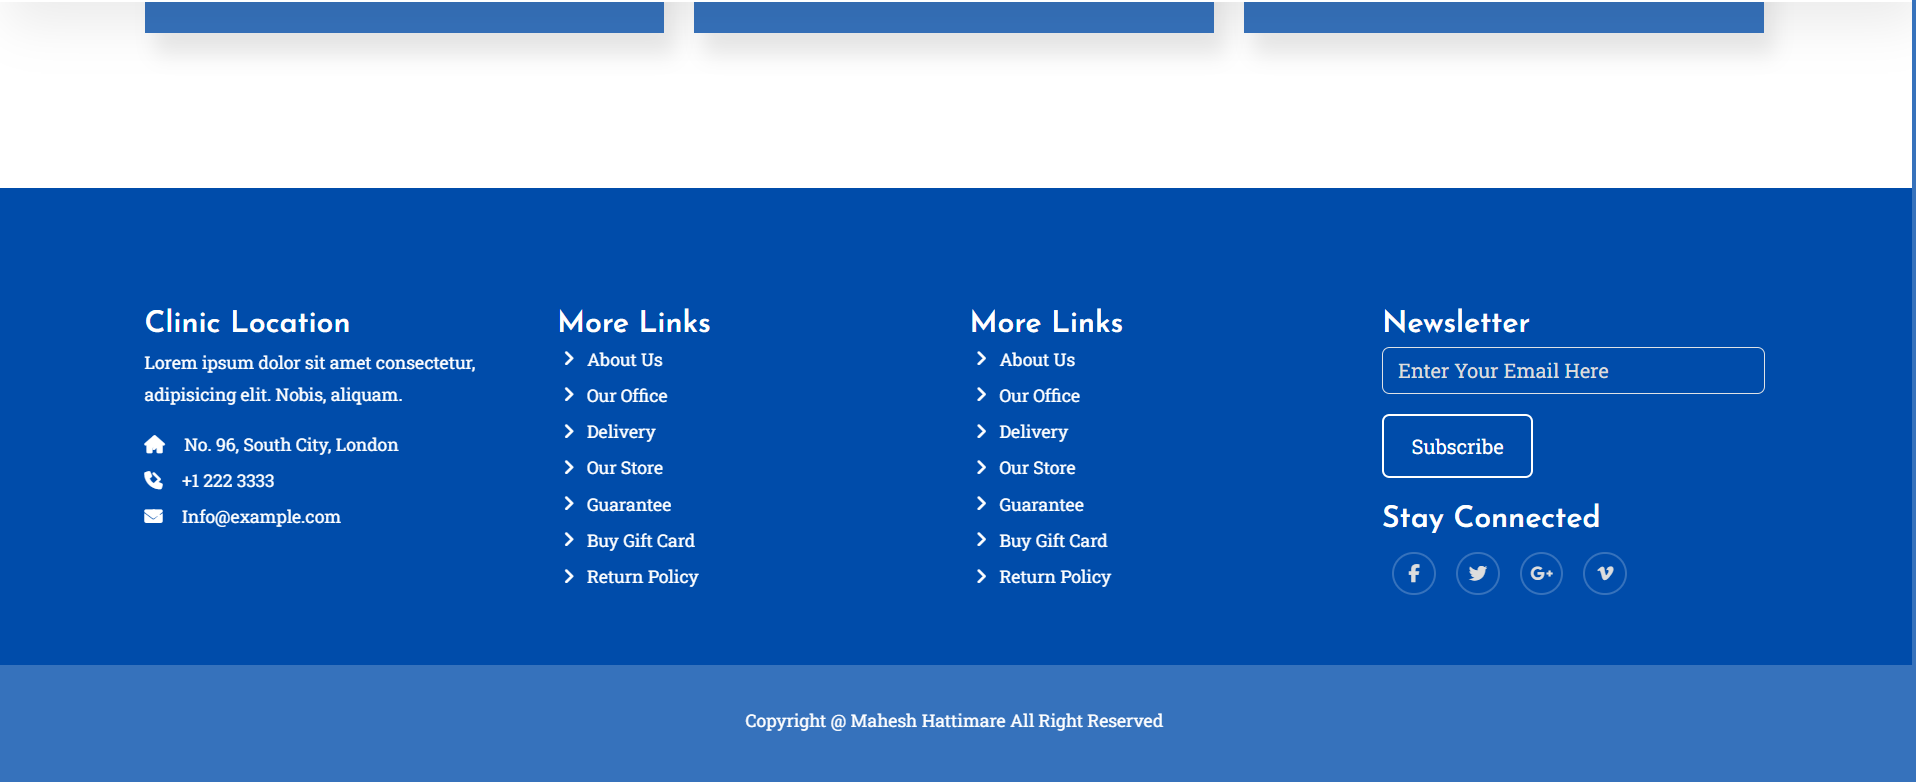 Clinic Location
Lorem ipsum dolor sit amet consectetur,
adipisicing elit. Nobis, aliquam.
No. 96, South City, London
+1 222 3333
Info@example.com
More Links
About Us
Our Office
Delivery
Our Store
Guarantee
Buy Gift Card
Return Policy
More Links
About Us
Our Office
Delivery
Our Store
Guarantee
Buy Gift Card
Return Policy
Newsletter
Enter Your Email Here
Subscribe
Stay Connected
Copyright @ Mahesh Hattimare All Right Reserved